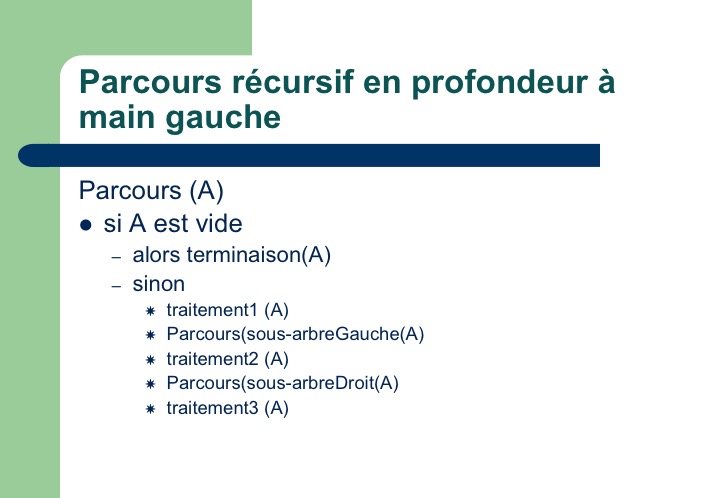 Parcours récursif en profondeur à
main gauche
Parcours (A)
● si A est vide
– alors terminaison(A)
– sinon
✷ traitement1 (A)
✷ Parcours(sous-arbreGauche(A)
✷ traitement2 (A)
✷ Parcours(sous-arbreDroit(A)
✷ traitement3 (A)